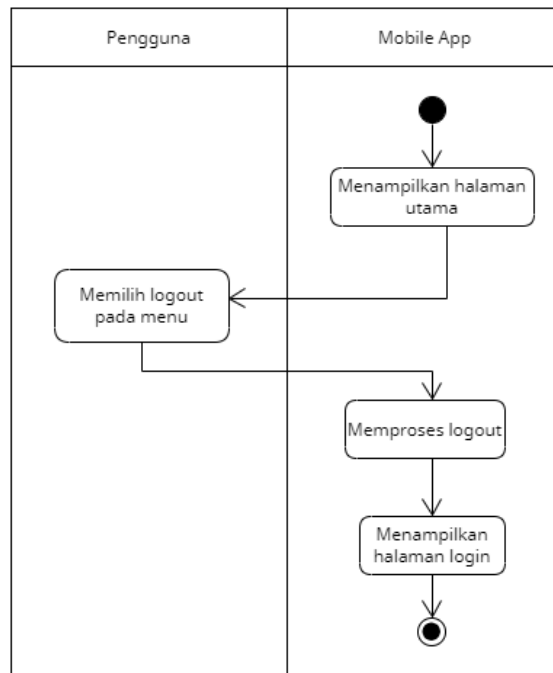 Pengguna
Mobile App
Menampilkan halaman
utama
Memilih logout
pada menu
Memproses logout
Menampilkan
halaman login